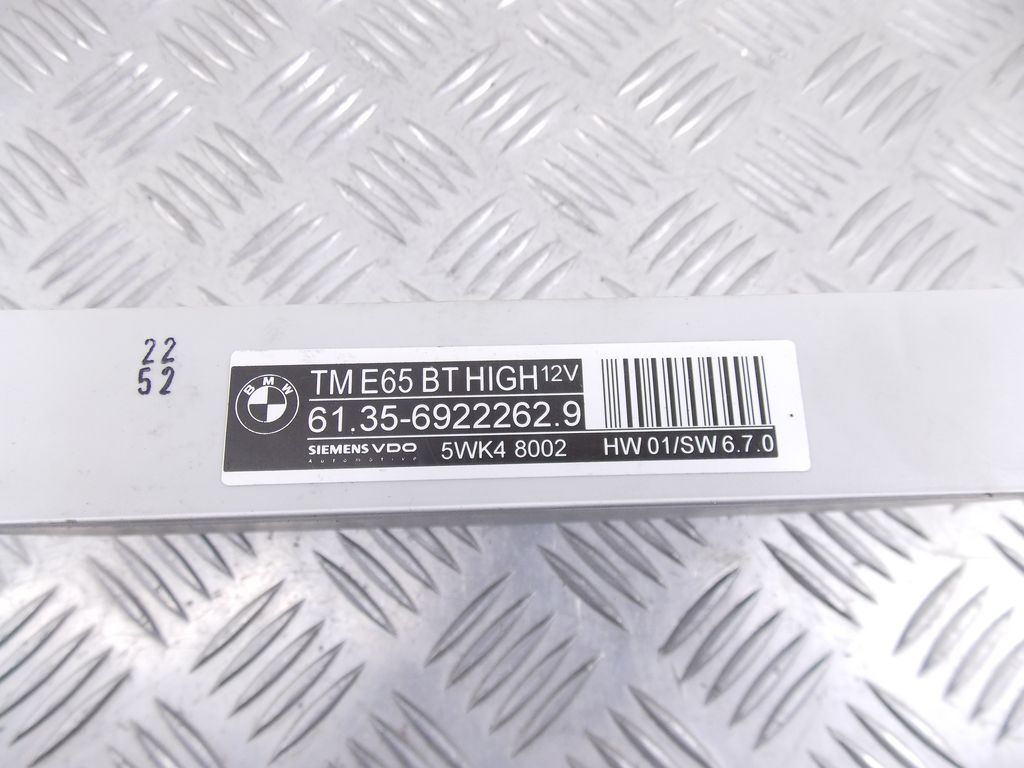 22
52
BMW
TM E65 BT HIGH 12V
61.35-6922262.9
SIEMENS VDO
Automotive
5WK4 8002
HW 01/SW 6.7.0